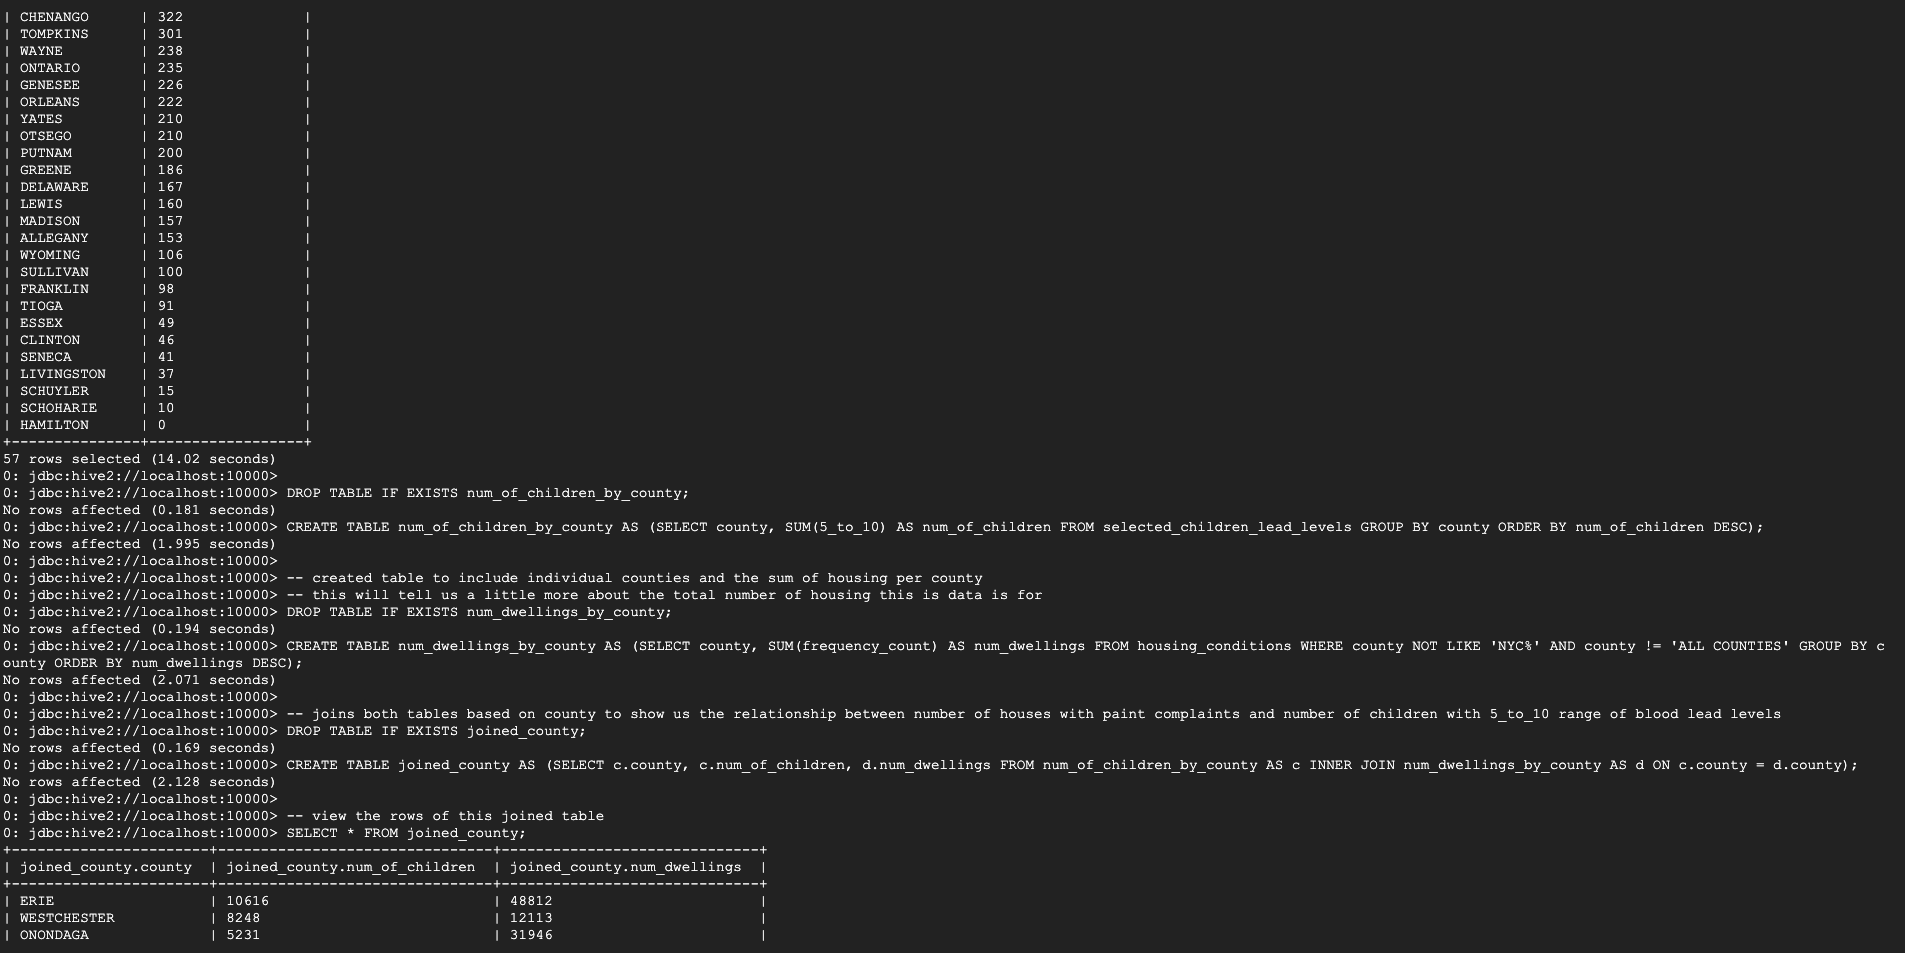 | CHENANGO      | 322              |
| TOMPKINS      | 301              |
| WAYNE         | 238              |
| ONTARIO       | 235              |
| GENESEE       | 226              |
| ORLEANS       | 222              |
| YATES         | 210              |
| OTSEGO        | 210              |
| PUTNAM        | 200              |
| GREENE        | 186              |
| DELAWARE      | 167              |
| LEWIS         | 160              |
| MADISON       | 157              |
| ALLEGANY      | 153              |
| WYOMING       | 106              |
| SULLIVAN      | 100              |
| FRANKLIN      | 98               |
| TIOGA         | 91               |
| ESSEX         | 49               |
| CLINTON       | 46               |
| SENECA        | 41               |
| LIVINGSTON    | 37               |
| SCHUYLER      | 15               |
| SCHOHARIE     | 10               |
| HAMILTON      | 0                |
+---------------+------------------+
57 rows selected (14.02 seconds)
0: jdbc:hive2://localhost:10000>
0: jdbc:hive2://localhost:10000> DROP TABLE IF EXISTS num_of_children_by_county;
No rows affected (0.181 seconds)
0: jdbc:hive2://localhost:10000> CREATE TABLE num_of_children_by_county AS (SELECT county, SUM(5_to_10) AS num_of_children FROM selected_children_lead_levels GROUP BY county ORDER BY num_of_children DESC);
No rows affected (1.995 seconds)
0: jdbc:hive2://localhost:10000>
0: jdbc:hive2://localhost:10000> -- created table to include individual counties and the sum of housing per county
0: jdbc:hive2://localhost:10000> -- this will tell us a little more about the total number of housing this is data is for
0: jdbc:hive2://localhost:10000> DROP TABLE IF EXISTS num_dwellings_by_county;
No rows affected (0.194 seconds)
0: jdbc:hive2://localhost:10000> CREATE TABLE num_dwellings_by_county AS (SELECT county, SUM(frequency_count) AS num_dwellings FROM housing_conditions WHERE county NOT LIKE 'NYC%' AND county != 'ALL COUNTIES' GROUP BY c
ounty ORDER BY num_dwellings DESC);
No rows affected (2.071 seconds)
0: jdbc:hive2://localhost:10000>
0: jdbc:hive2://localhost:10000> -- joins both tables based on county to show us the relationship between number of houses with paint complaints and number of children with 5_to_10 range of blood lead levels
0: jdbc:hive2://localhost:10000> DROP TABLE IF EXISTS joined_county;
No rows affected (0.169 seconds)
0: jdbc:hive2://localhost:10000> CREATE TABLE joined_county AS (SELECT c.county, c.num_of_children, d.num_dwellings FROM num_of_children_by_county AS c INNER JOIN num_dwellings_by_county AS d ON c.county = d.county);
No rows affected (2.128 seconds)
0: jdbc:hive2://localhost:10000>
0: jdbc:hive2://localhost:10000> -- view the rows of this joined table
0: jdbc:hive2://localhost:10000> SELECT * FROM joined_county;
+-----------------------+--------------------------------+------------------------------+
| joined_county.county  | joined_county.num_of_children  | joined_county.num_dwellings  |
+-----------------------+--------------------------------+------------------------------+
| ERIE                  | 10616                          | 48812                        |
| WESTCHESTER           | 8248                           | 12113                        |
| ONONDAGA              | 5231                           | 31946                        |